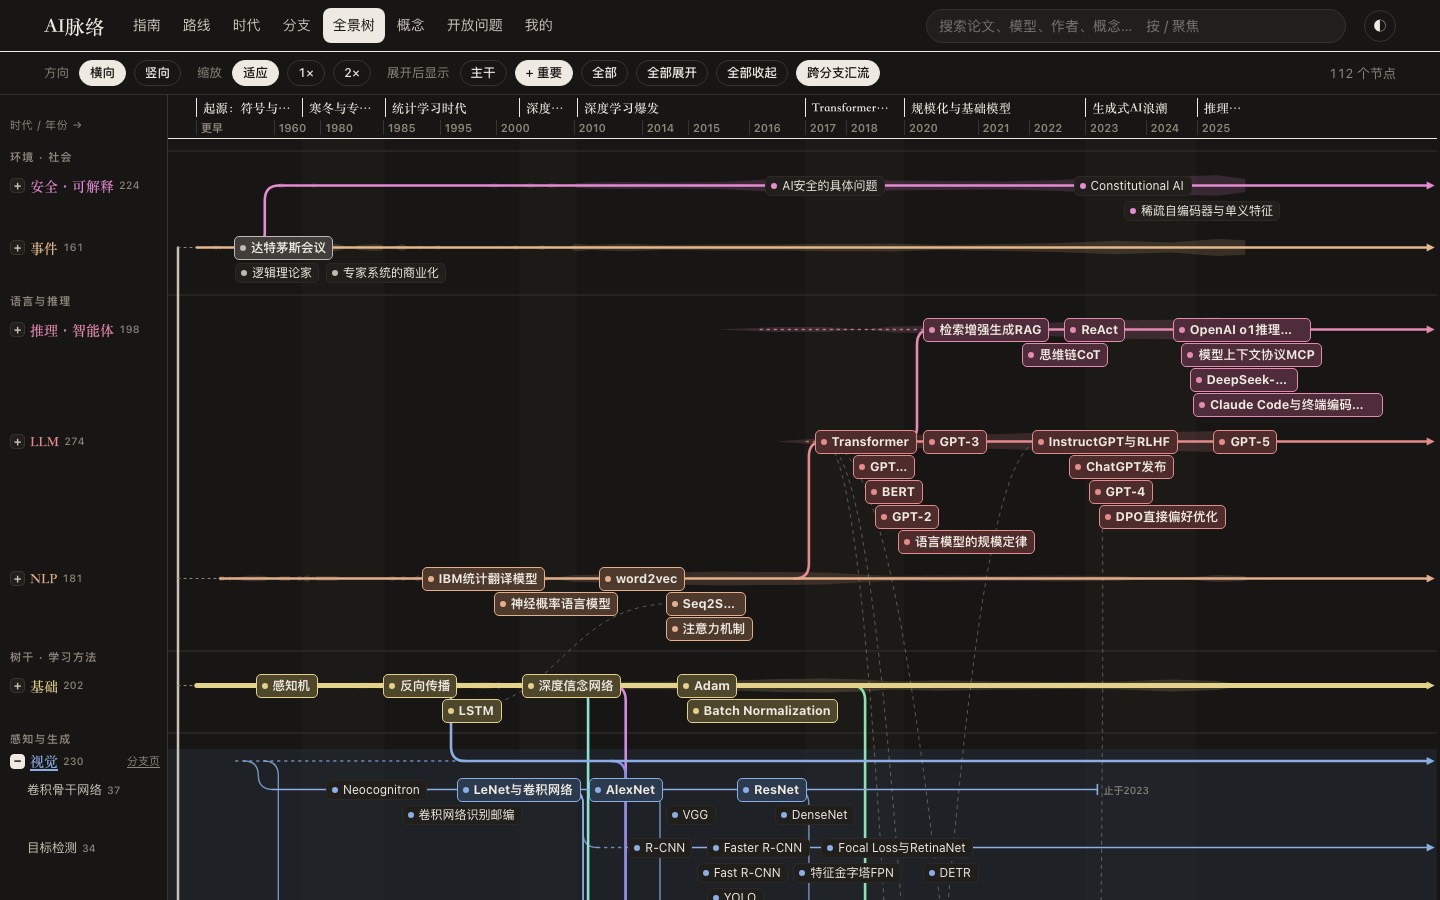 AI脉络 指南 路线 时代 分支 全景树 概念 开放问题 我的 搜索论文、模型、作者、概念… 按 / 聚焦
方向 横向 竖向 缩放 适应 1× 2× 展开后显示 主干 + 重要 全部 全部展开 全部收起 跨分支汇流 112 个节点
起源：符号与… 寒冬与专… 统计学习时代 深度… 深度学习爆发 Transformer… 规模化与基础模型 生成式AI浪潮 推理…
时代 / 年份 → 更早 1960 1980 1985 1995 2000 2010 2014 2015 2016 2017 2018 2020 2021 2022 2023 2024 2025
环境 · 社会
+ 安全 · 可解释 224 AI安全的具体问题 Constitutional AI
稀疏自编码器与单义特征
+ 事件 161 达特茅斯会议
逻辑理论家 专家系统的商业化
语言与推理
+ 推理 · 智能体 198 检索增强生成RAG ReAct OpenAI o1推理…
思维链CoT 模型上下文协议MCP
DeepSeek-…
Claude Code与终端编码…
+ LLM 274 Transformer GPT-3 InstructGPT与RLHF GPT-5
GPT… ChatGPT发布
BERT GPT-4
GPT-2 DPO直接偏好优化
语言模型的规模定律
+ NLP 181 IBM统计翻译模型 word2vec
神经概率语言模型 Seq2S…
注意力机制
树干 · 学习方法
+ 基础 202 感知机 反向传播 深度信念网络 Adam
LSTM Batch Normalization
感知与生成
− 视觉 230 分支页
卷积骨干网络 37 Neocognitron LeNet与卷积网络 AlexNet ResNet 止于2023
卷积网络识别邮编 VGG DenseNet
目标检测 34 R-CNN Faster R-CNN Focal Loss与RetinaNet
Fast R-CNN 特征金字塔FPN DETR
YOLO